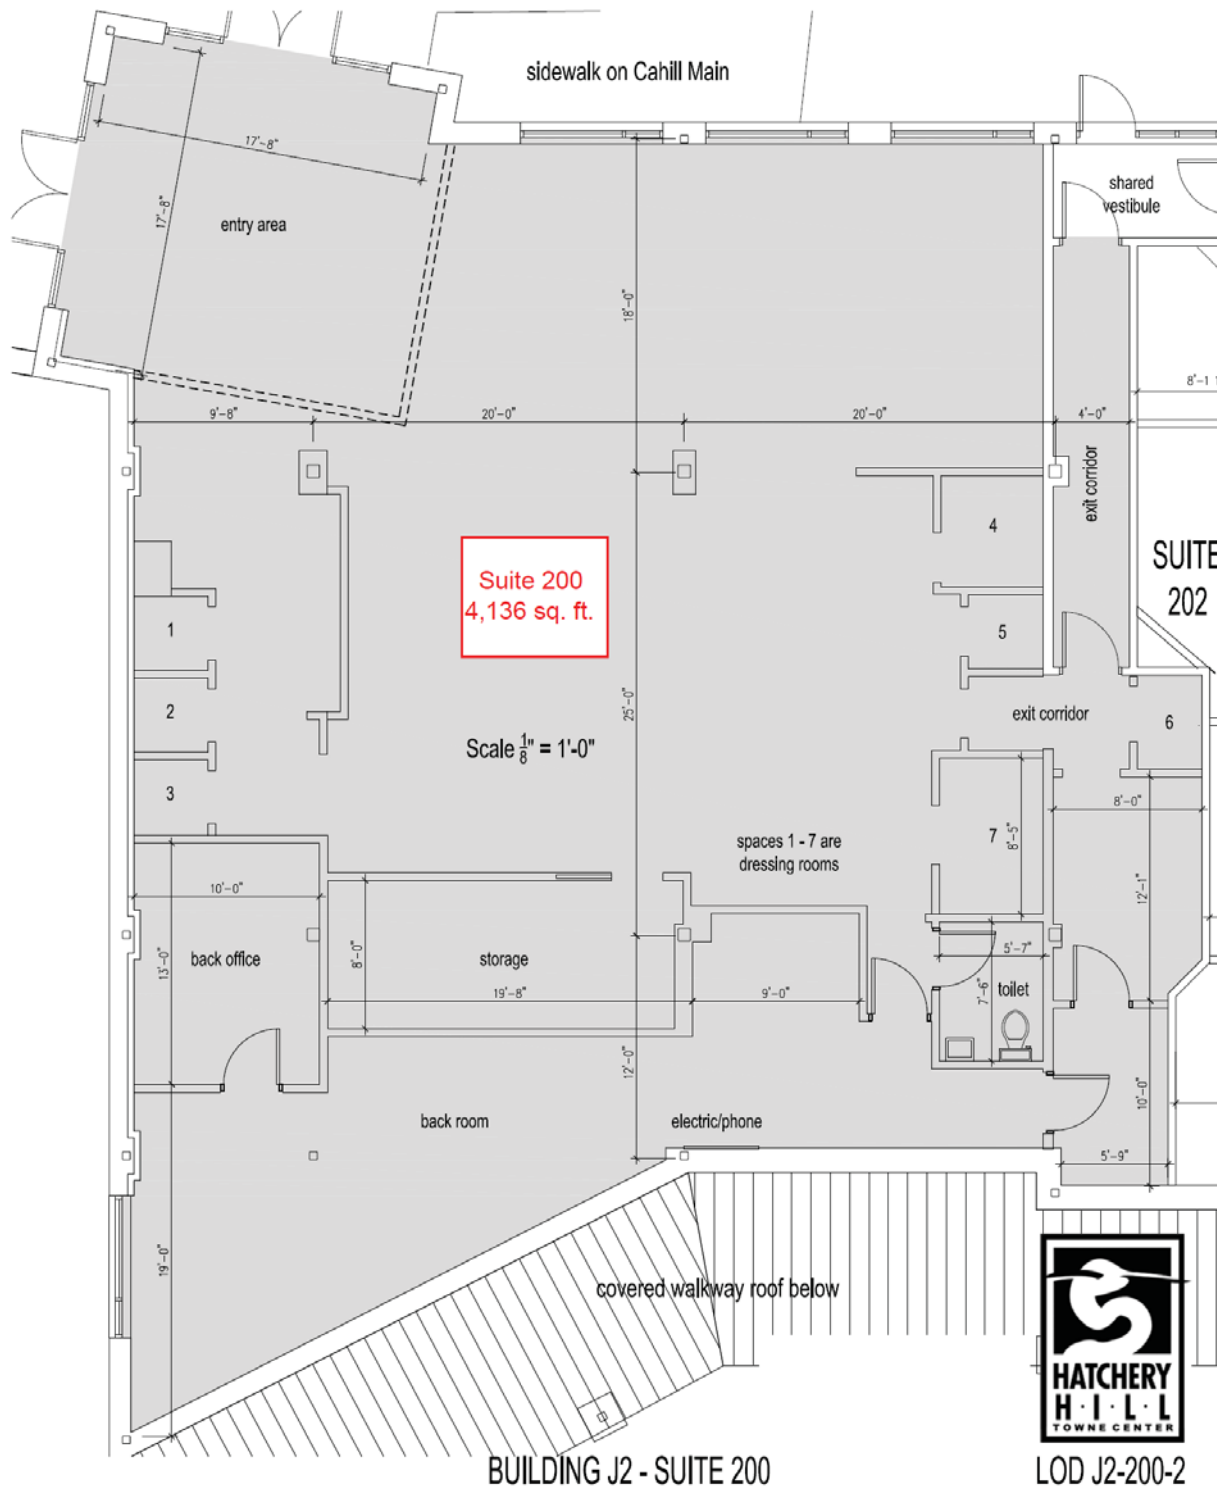 sidewalk on Cahill Main
17'-8"
17'-8"
entry area
shared
vestibule
18'-0"
8'-1
9'-8"
20'-0"
20'-0"
4'-0"
exit corridor
4
Suite 200
4,136 sq. ft.
SUITE
202
1
5
2
25'-0"
exit corridor
6
Scale 1/8" = 1'-0"
3
8'-0"
spaces 1 - 7 are
dressing rooms
7
8'-5"
12'-1"
10'-0"
13'-0"
back office
8'-0"
storage
5'-7"
19'-8"
9'-0"
7'-6"
toilet
12'-0"
10'-0"
back room
electric/phone
5'-9"
19'-0"
covered walkway roof below
HATCHERY
H·I·L·L
TOWNE CENTER
BUILDING J2 - SUITE 200
LOD J2-200-2